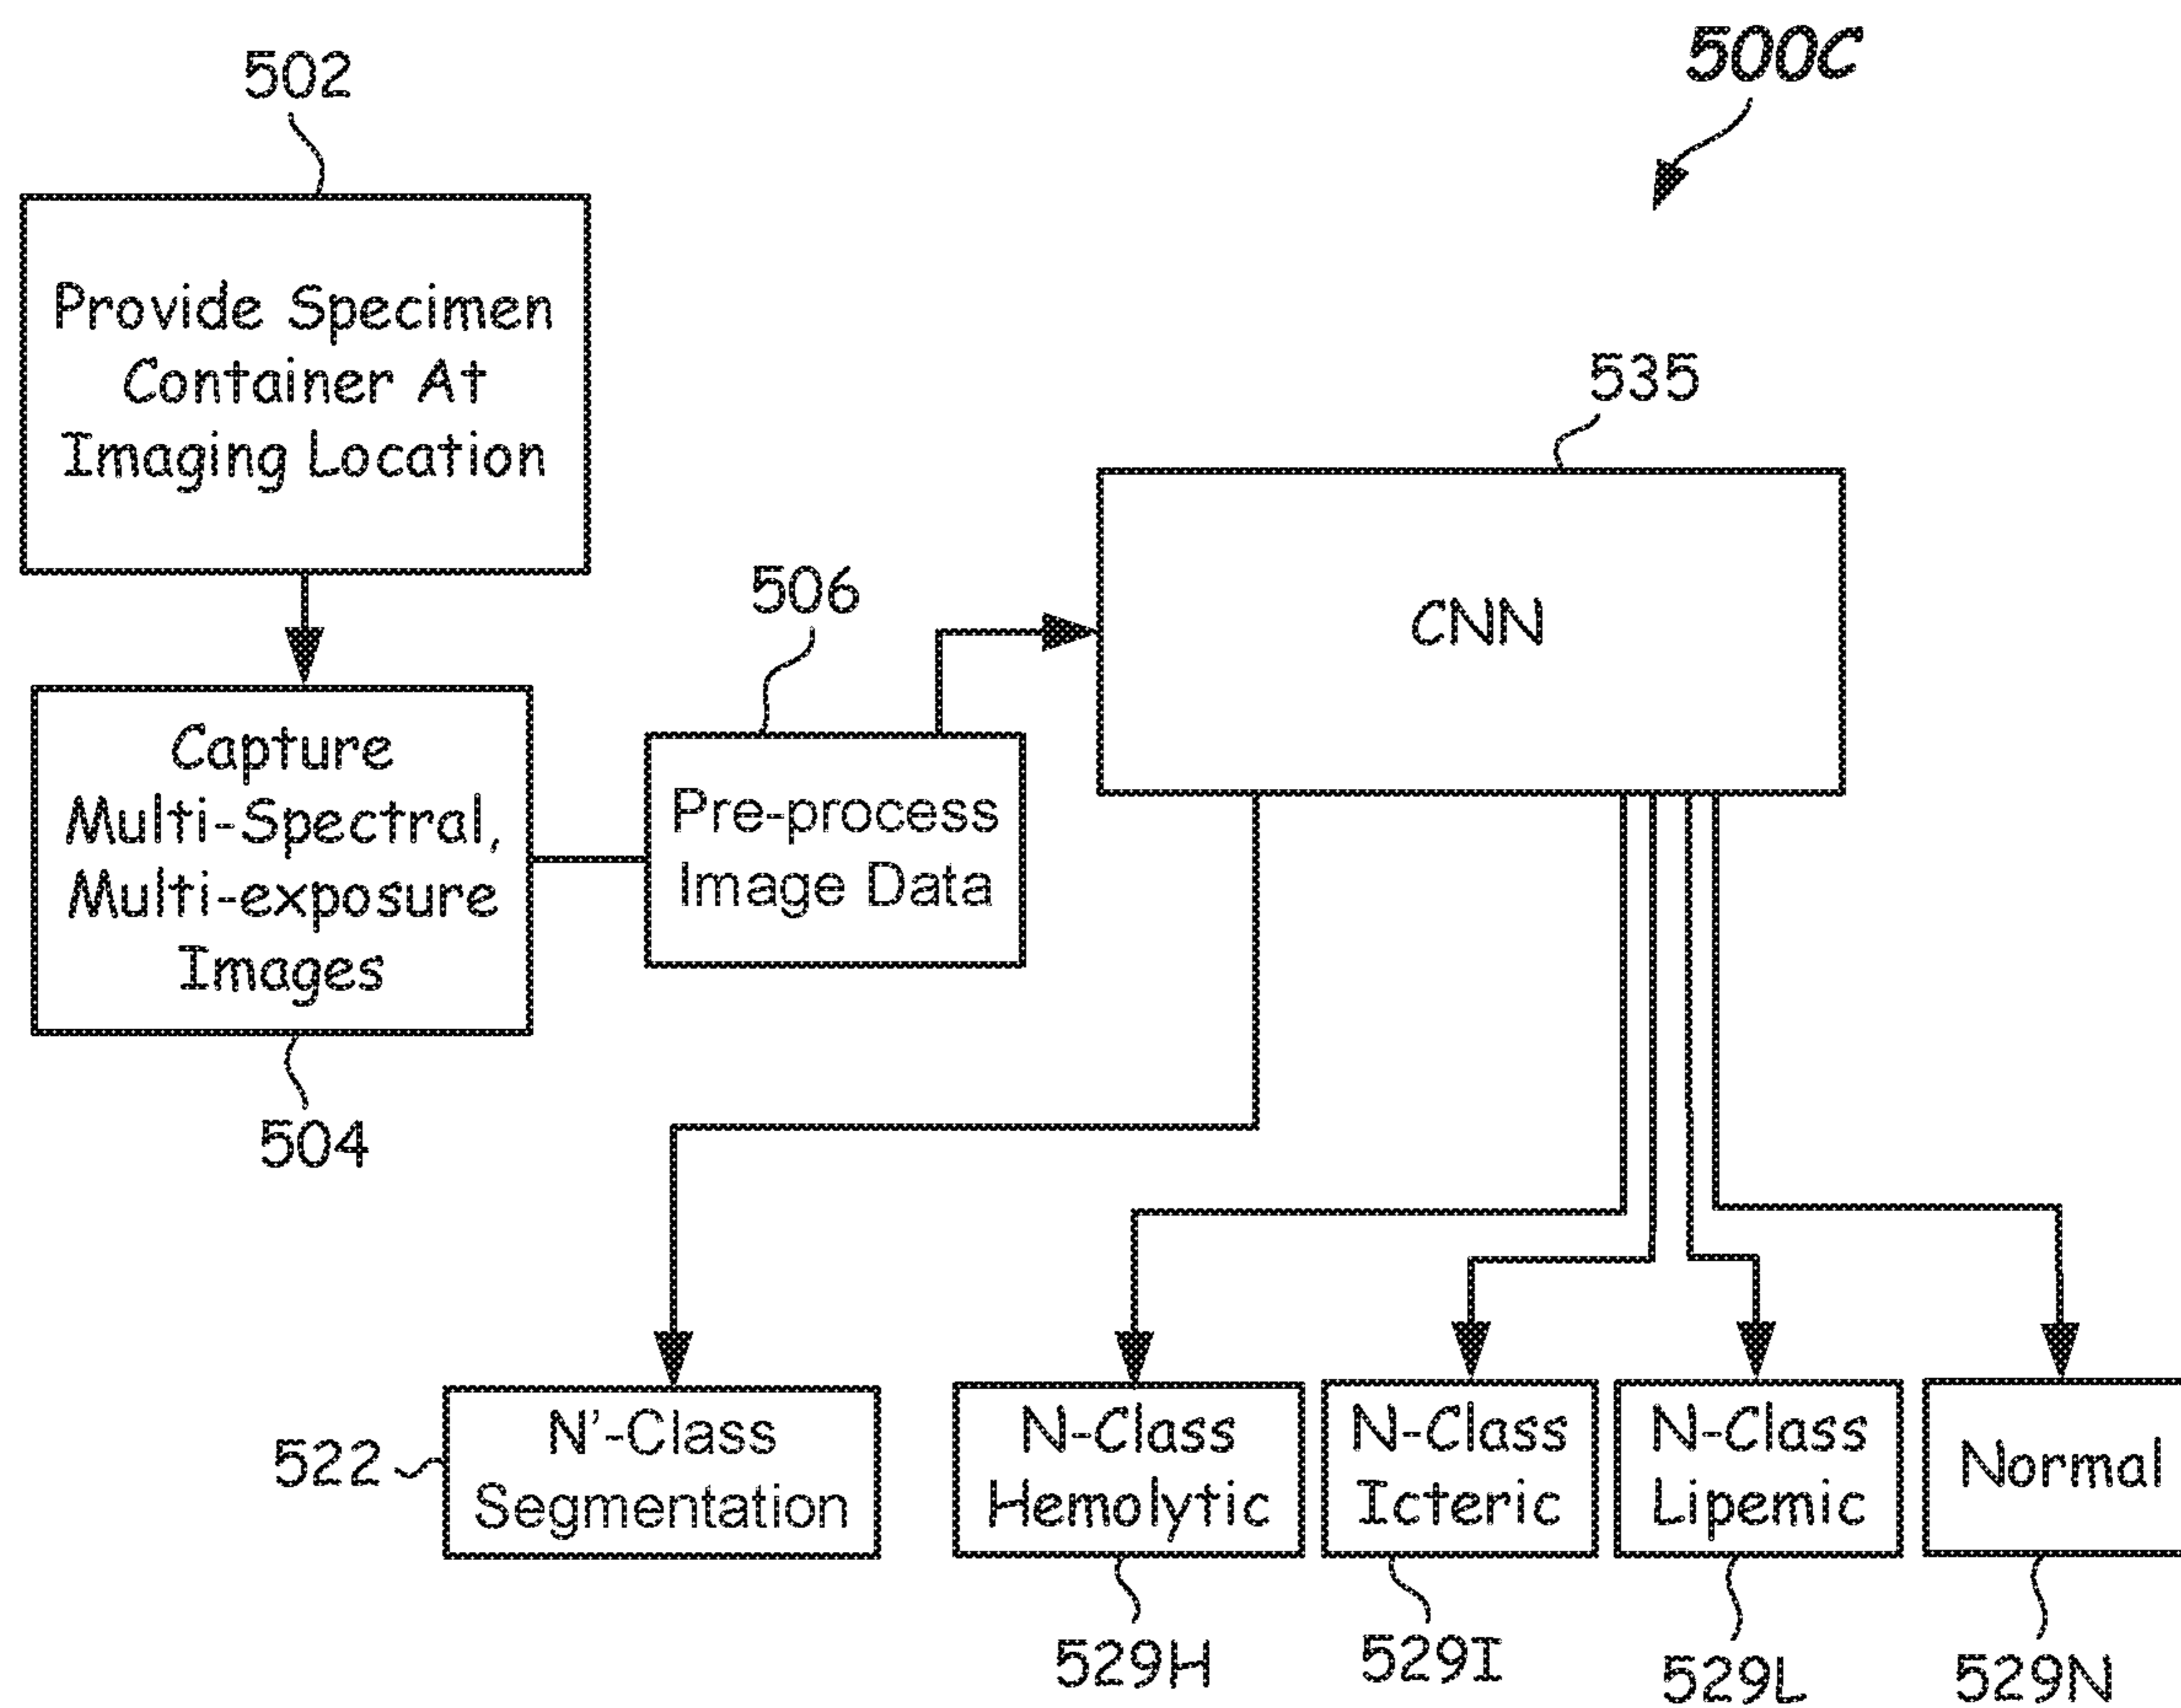 500C
502
Provide Specimen
Container At
Imaging Location
535
CNN
506
Pre-process
Image Data
Capture
Multi-Spectral,
Multi-exposure
Images
504
522
N'-Class
Segmentation
N-Class
Hemolytic
N-Class
Icteric
N-Class
Lipemic
Normal
529H
529I
529L
529N